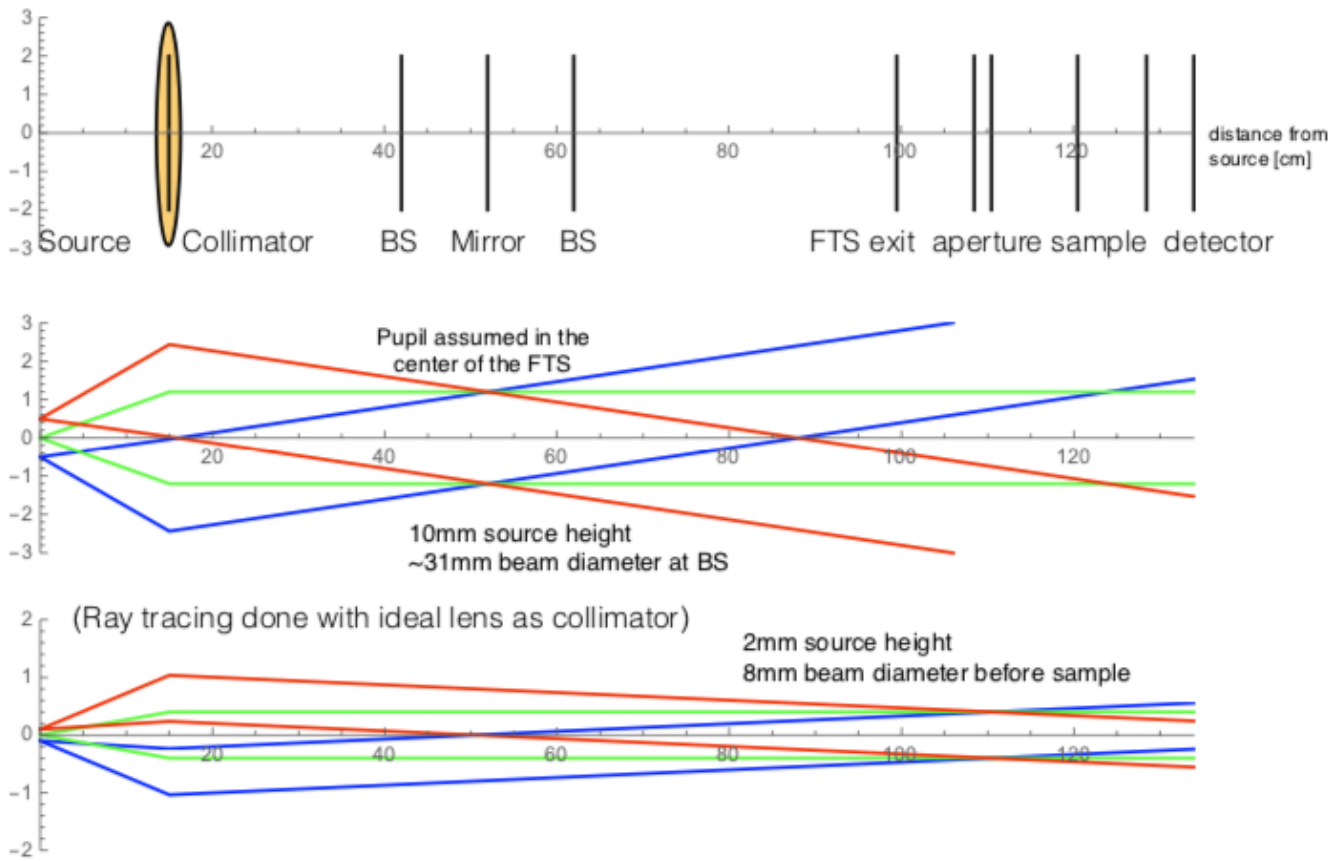 3
2
1
0
-1
-2
-3
20 40 60 80 100 120
distance from
source [cm]
Source Collimator BS Mirror BS FTS exit aperture sample detector
3
2
1
0
-1
-2
-3
20 40 60 80 100 120
Pupil assumed in the
center of the FTS
10mm source height
~31mm beam diameter at BS
2
1
0
-1
-2
(Ray tracing done with ideal lens as collimator)
2mm source height
8mm beam diameter before sample
20 40 60 80 100 120